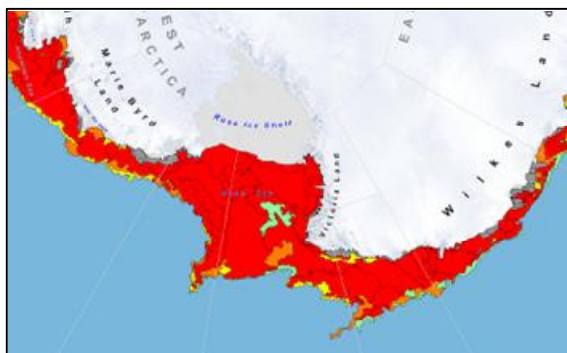 EST
ARCTICA
EA
Marie Byrd
Land
Ross Ice Shelf
Ross Sea
Victoria Land
Wilkes Land